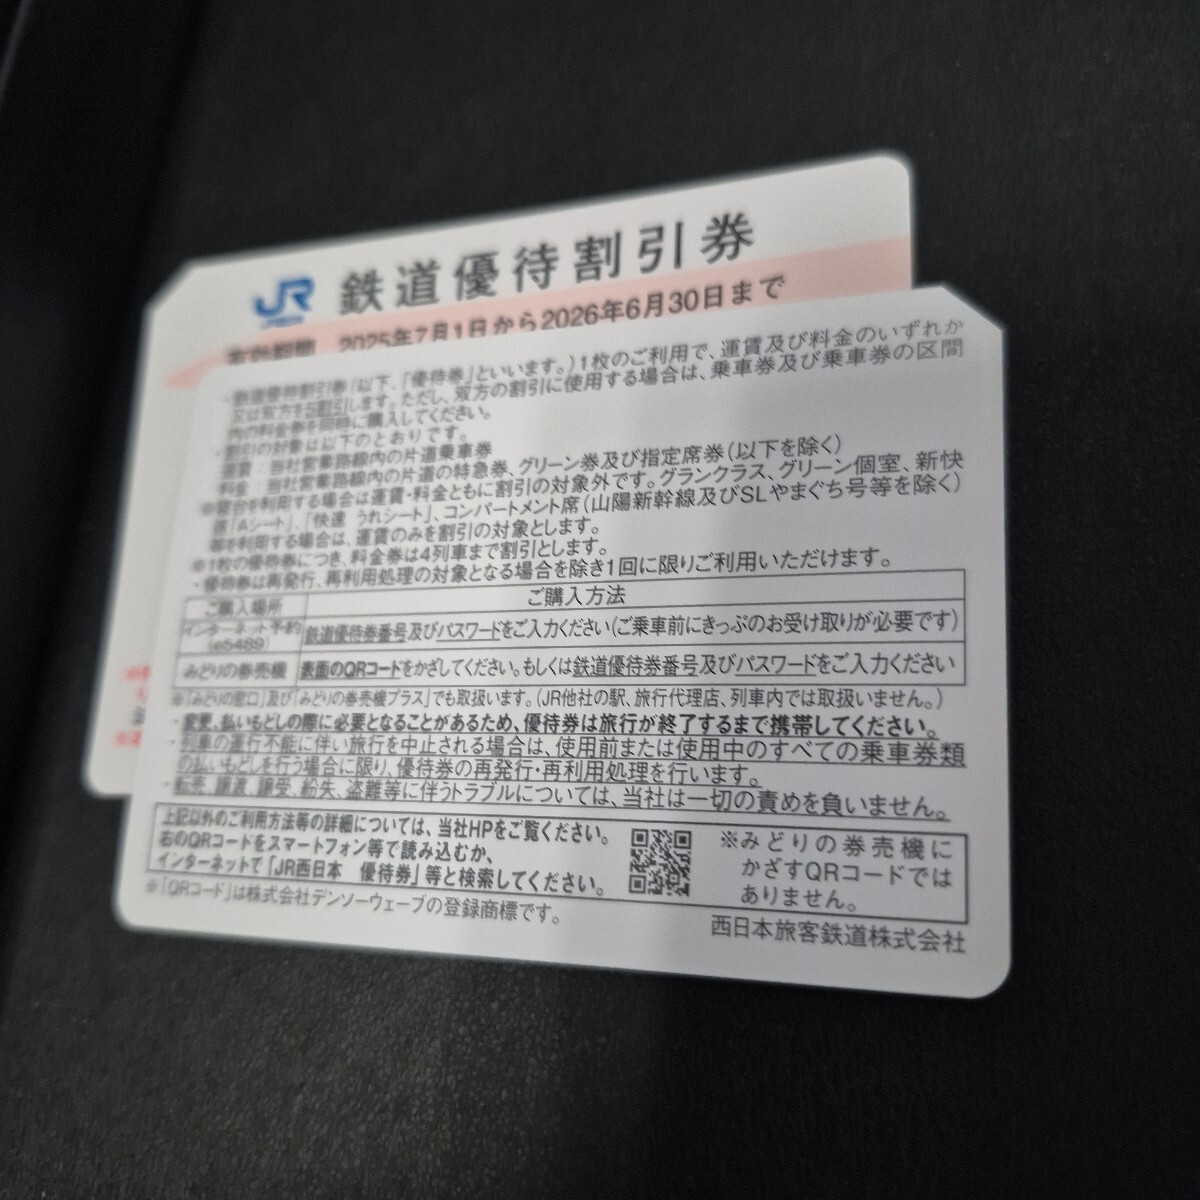 JR 鉄道優待割引券
有効期間 2025年7月1日から2026年6月30日まで
・鉄道優待割引券(以下、「優待券」といいます。)1枚のご利用で、運賃及び料金のいずれか
又は双方を5割引します。ただし、双方の割引に使用する場合は、乗車券及び乗車券の区間
内の料金券を同時に購入してください。
・割引の対象は以下のとおりです。
運賃:当社営業路線内の片道乗車券
料金:当社営業路線内の片道の特急券、グリーン券及び指定席券(以下を除く)
※寝台を利用する場合は運賃・料金ともに割引の対象外です。グランクラス、グリーン個室、新快
速「Aシート」、「快速 うれシート」、コンパートメント席(山陽新幹線及びSLやまぐち号等を除く)
等を利用する場合は、運賃のみを割引の対象とします。
※1枚の優待券につき、料金券は4列車まで割引とします。
・優待券は再発行、再利用処理の対象となる場合を除き1回に限りご利用いただけます。
ご購入場所 ご購入方法
インターネット予約(e5489) 鉄道優待券番号及びパスワードをご入力ください(ご乗車前にきっぷのお受け取りが必要です)
みどりの券売機 表面のQRコードをかざしてください。もしくは鉄道優待券番号及びパスワードをご入力ください
※「みどりの窓口」及び「みどりの券売機プラス」でも取扱います。(JR他社の駅、旅行代理店、列車内では取扱いません。)
・変更、払いもどしの際に必要となることがあるため、優待券は旅行が終了するまで携帯してください。
・列車の運行不能に伴い旅行を中止される場合は、使用前または使用中のすべての乗車券類
の払いもどしを行う場合に限り、優待券の再発行・再利用処理を行います。
・転売、譲渡、譲受、紛失、盗難等に伴うトラブルについては、当社は一切の責めを負いません。
上記以外のご利用方法等の詳細については、当社HPをご覧ください。
右のQRコードをスマートフォン等で読み込むか、
インターネットで「JR西日本 優待券」等と検索してください。
※みどりの券売機に
かざすQRコードでは
ありません。
※「QRコード」は株式会社デンソーウェーブの登録商標です。
西日本旅客鉄道株式会社